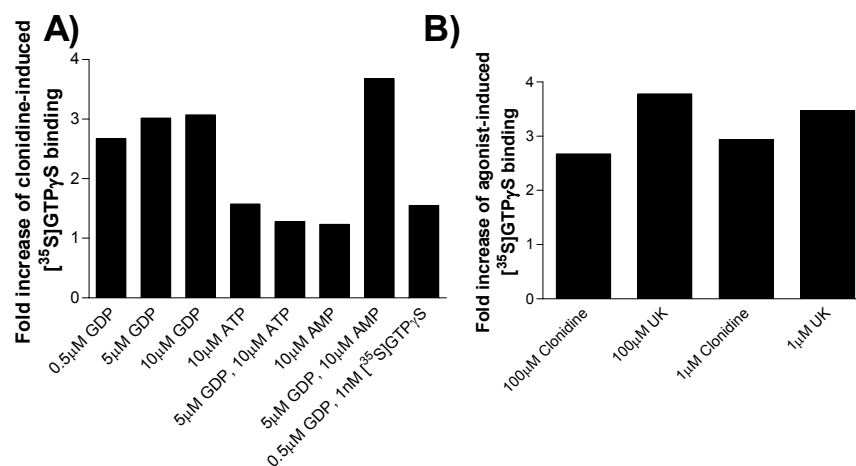 A)
Fold increase of clonidine-induced
[³⁵S]GTPγS binding
4
3
2
1
0
0.5µM GDP
5µM GDP
10µM GDP
10µM ATP
5µM GDP, 10µM ATP
10µM AMP
5µM GDP, 10µM AMP
0.5µM GDP, 1nM [³⁵S]GTPγS
B)
Fold increase of agonist-induced
[³⁵S]GTPγS binding
4
3
2
1
0
100µM Clonidine
100µM UK
1µM Clonidine
1µM UK